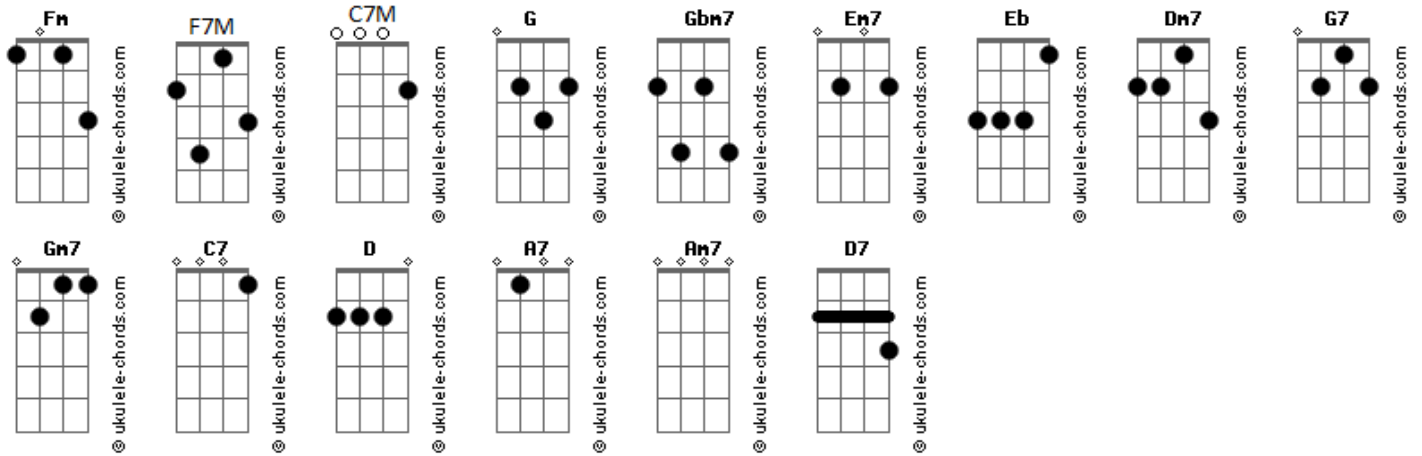 Fm F7M C7M G Gbm7 Em7 Eb Dm7 G7
© ukulele-chords.com © ukulele-chords.com © ukulele-chords.com © ukulele-chords.com © ukulele-chords.com © ukulele-chords.com © ukulele-chords.com © ukulele-chords.com © ukulele-chords.com
Gm7 C7 D A7 Am7 D7
© ukulele-chords.com © ukulele-chords.com © ukulele-chords.com © ukulele-chords.com © ukulele-chords.com © ukulele-chords.com